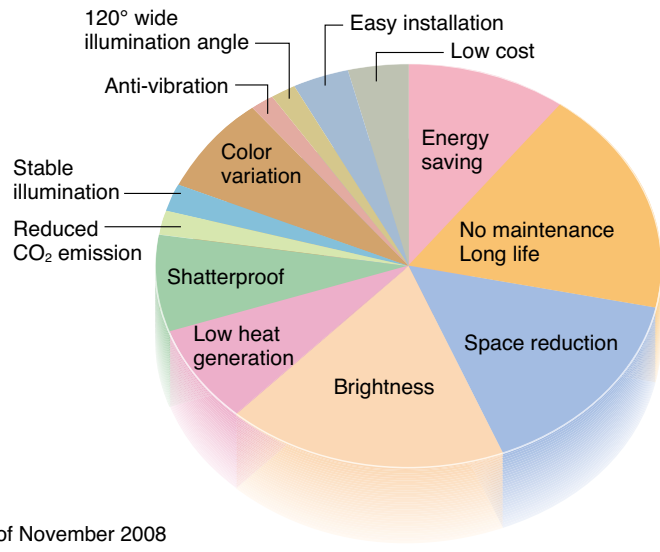 120° wide
illumination angle
Easy installation
Low cost
Anti-vibration
Energy
saving
Color
variation
Stable
illumination
No maintenance
Long life
Reduced
CO₂ emission
Shatterproof
Low heat
generation
Space reduction
Brightness
of November 2008